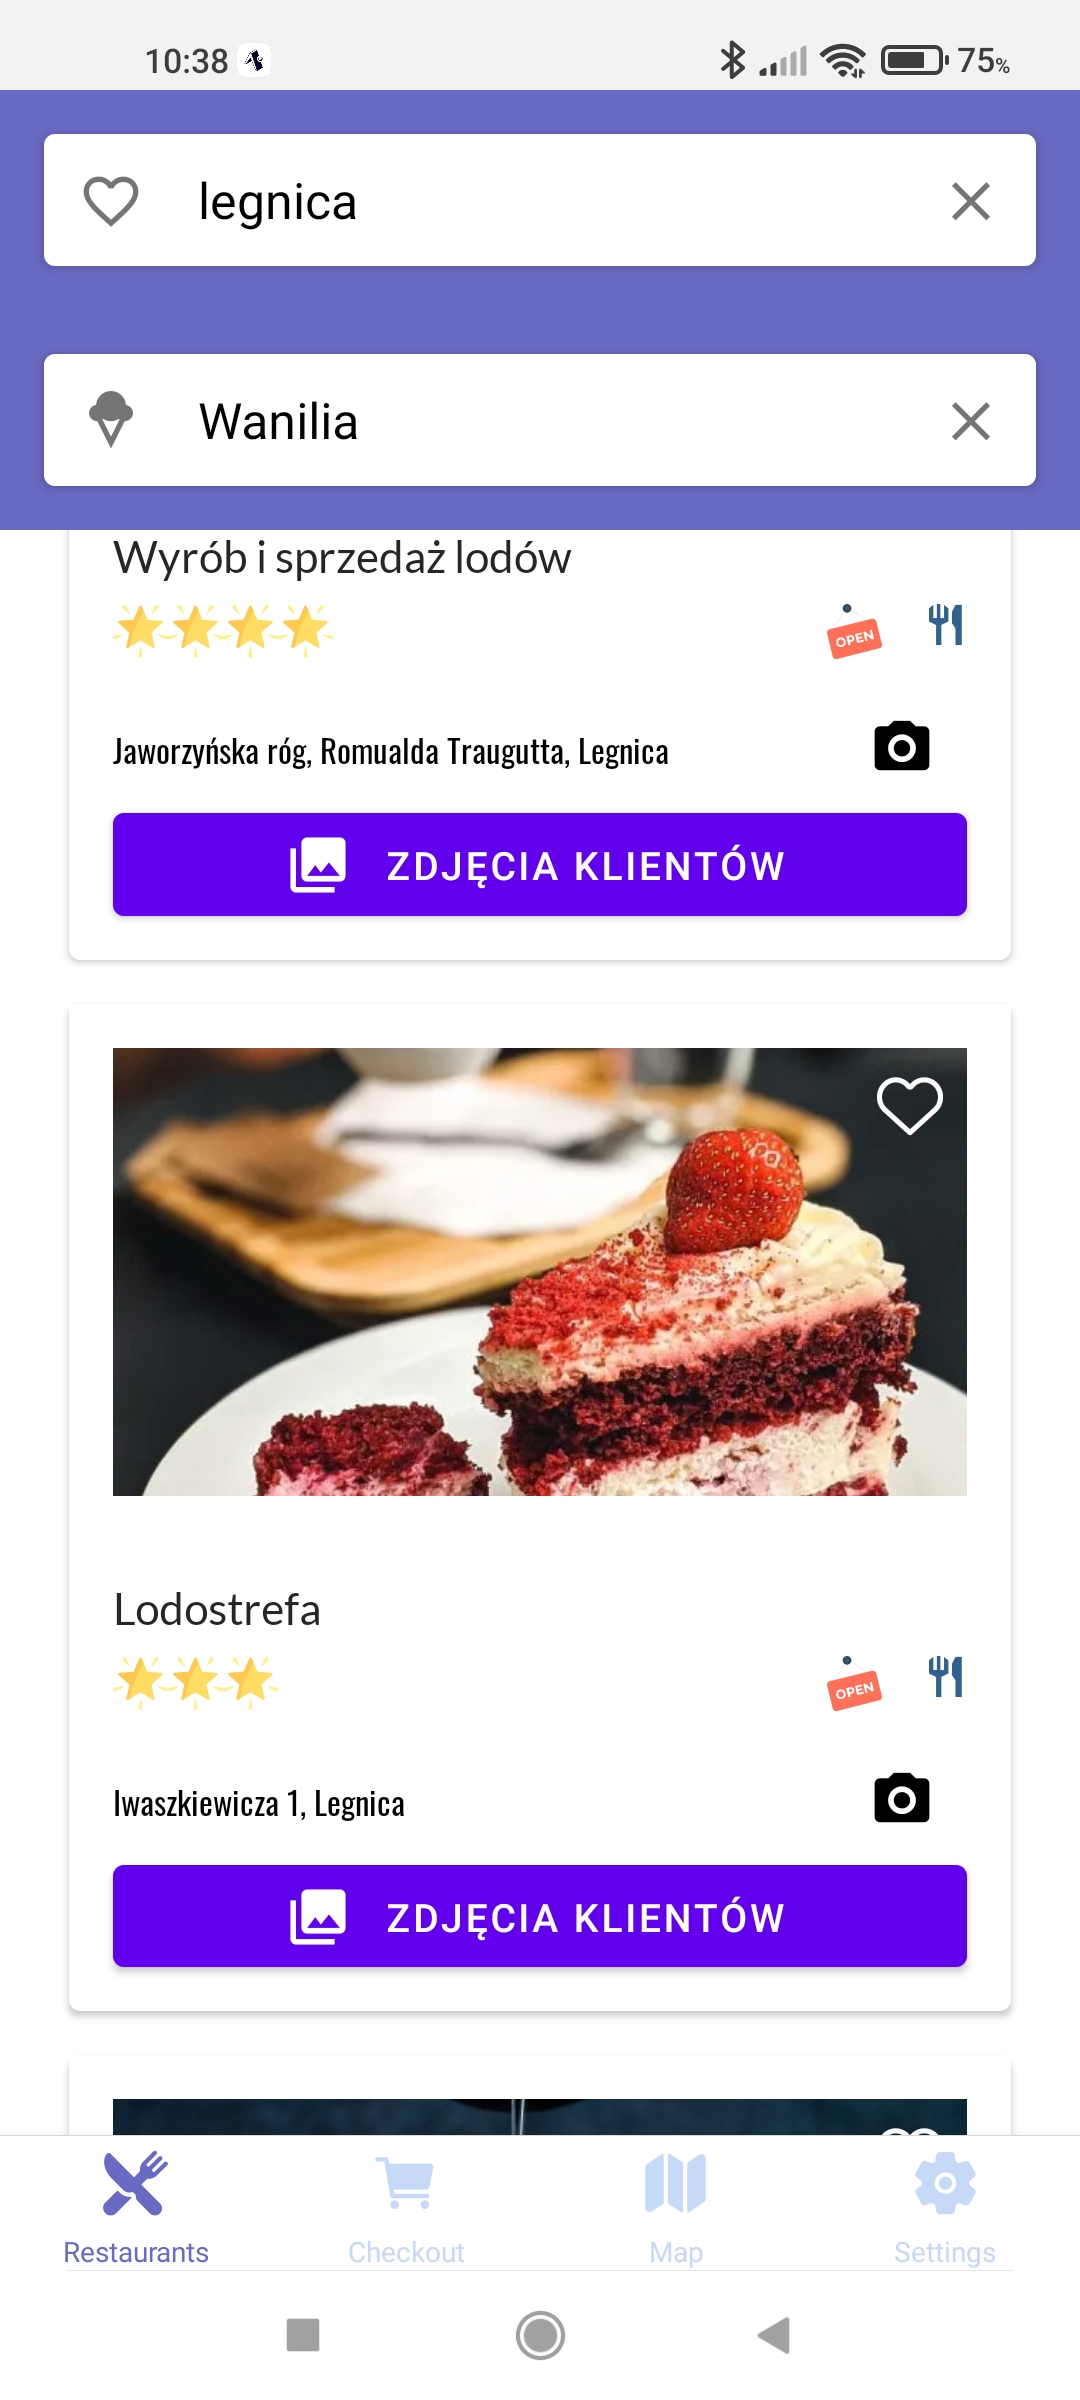 10:38
75%
legnica
Wanilia
Wyrób i sprzedaż lodów
OPEN
Jaworzyńska róg, Romualda Traugutta, Legnica
ZDJĘCIA KLIENTÓW
Lodostrefa
OPEN
Iwaszkiewicza 1, Legnica
ZDJĘCIA KLIENTÓW
Restaurants
Checkout
Map
Settings